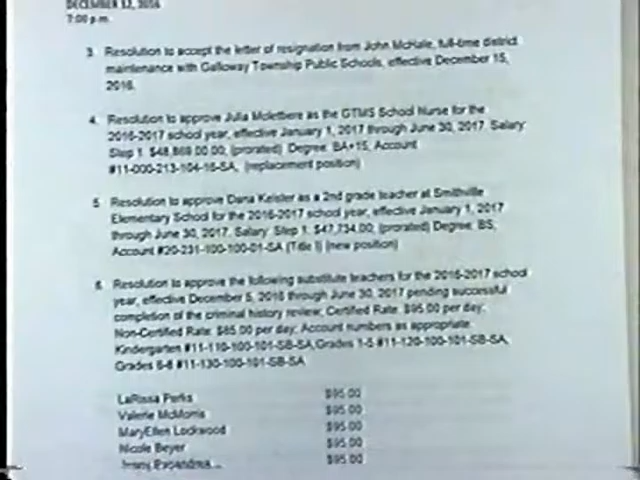 DECEMBER 12, 2016
7:00 p.m.
3. Resolution to accept the letter of resignation from John McHale, full-time district
maintenance with Galloway Township Public Schools, effective December 15,
2016.
4. Resolution to approve Julia as the GTMS School Nurse for the
2016-2017 school year, effective January 1, 2017 through June 30, 2017. Salary:
Step 1: (prorated) Degree: BA+15, Account
#11-000-213-104-16-SA, (replacement position)
5. Resolution to approve Dana Keisler as a 2nd grade teacher at Smithville
Elementary School for the 2016-2017 school year, effective January 1, 2017
through June 30, 2017. Salary: Step 1: $47,734.00; (prorated) Degree: BS,
Account #20-231-100-100-01-SA (Title I) (new position)
6. Resolution to approve the following substitute teachers for the 2016-2017 school
year, effective December 5, 2016 through June 30, 2017 pending successful
completion of the criminal history review; Certified Rate: $95.00 per day;
Non-Certified Rate: $85.00 per day; Account numbers as appropriate
Kindergarten #11-110-100-101-SB-SA, Grades 1-5 #11-120-100-101-SB-SA,
Grades 6-8 #11-130-100-101-SB-SA
LaRissa Perks $95.00
Valerie McMorris $95.00
MaryEllen Lockwood $95.00
Nicole Beyer $95.00
$95.00